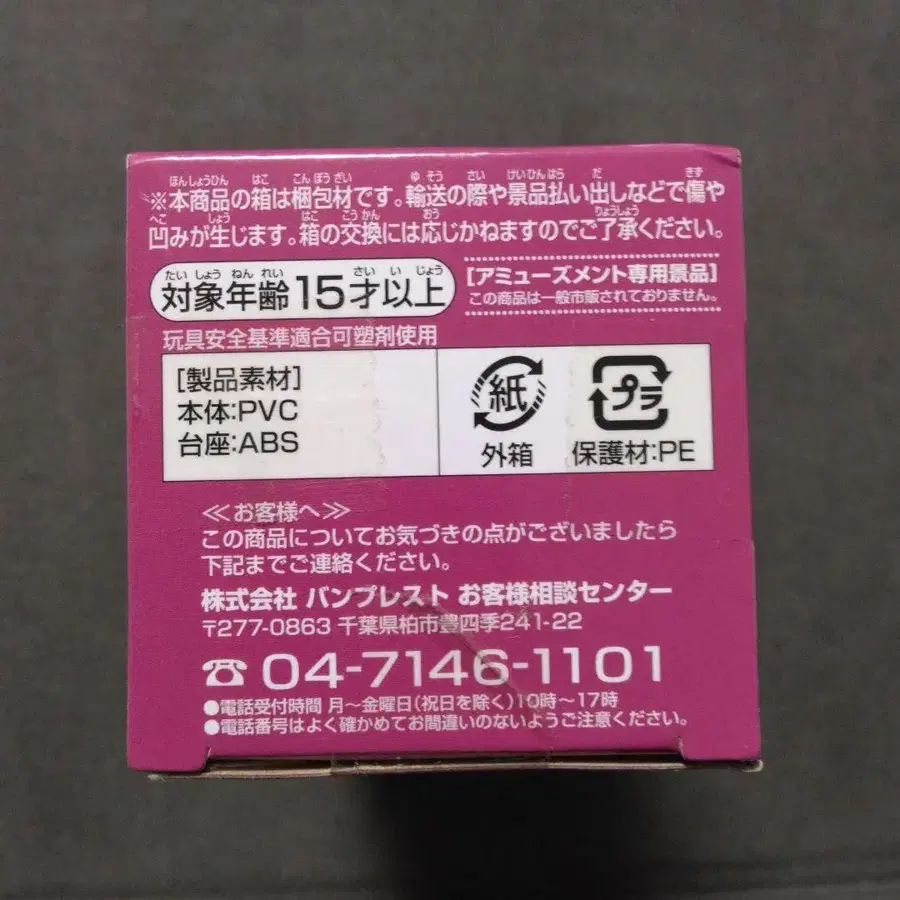 ※本商品の箱は梱包材です。輸送の際や景品払い出しなどで傷や
凹みが生じます。箱の交換には応じかねますのでご了承ください。
対象年齢15才以上
[アミューズメント専用景品]
この商品は一般市販されておりません。
玩具安全基準適合可塑剤使用
[製品素材]
本体:PVC
台座:ABS
紙
外箱
プラ
保護材:PE
≪お客様へ≫
この商品についてお気づきの点がございましたら
下記までご連絡ください。
株式会社 バンプレスト お客様相談センター
〒277-0863 千葉県柏市豊四季241-22
☎04-7146-1101
●電話受付時間 月〜金曜日(祝日を除く)10時〜17時
●電話番号はよく確かめてお間違いのないようご注意ください。